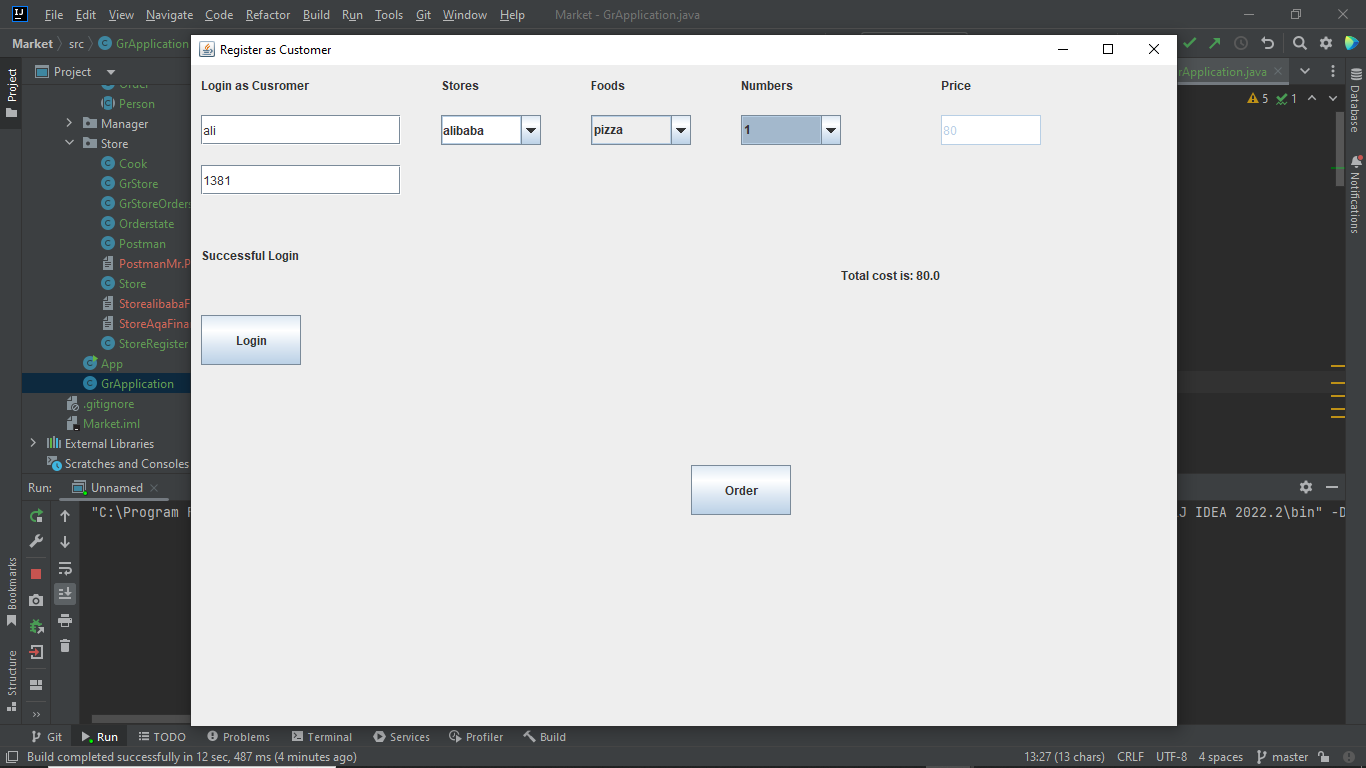 File Edit View Navigate Code Refactor Build Run Tools Git Window Help Market - GrApplication.java
Market src GrApplication
Register as Customer
Project
Person
Manager
Store
Cook
GrStore
GrStoreOrders
Orderstate
Postman
PostmanMr.P
Store
StorealibabaF
StoreAqaFina
StoreRegister
App
GrApplication
.gitignore
Market.iml
External Libraries
Scratches and Consoles
Login as Cusromer Stores Foods Numbers Price
ali alibaba pizza 1 80
1381
Successful Login
Total cost is: 80.0
Login
Order
rApplication.java
5 1
Project
Database
Notifications
Run: Unnamed
"C:\Program F
J IDEA 2022.2\bin" -D
Bookmarks
Structure
Git Run TODO Problems Terminal Services Profiler Build
Build completed successfully in 12 sec, 487 ms (4 minutes ago) 13:27 (13 chars) CRLF UTF-8 4 spaces master